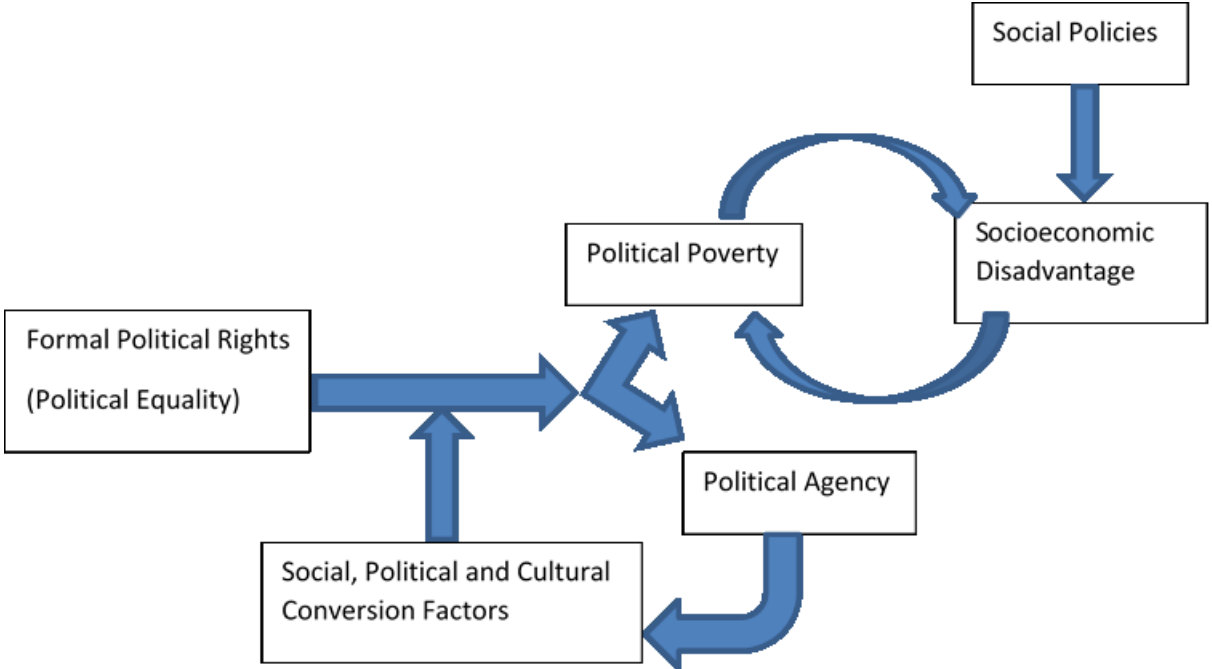 Social Policies
Political Poverty
Socioeconomic
Disadvantage
Formal Political Rights
(Political Equality)
Political Agency
Social, Political and Cultural
Conversion Factors